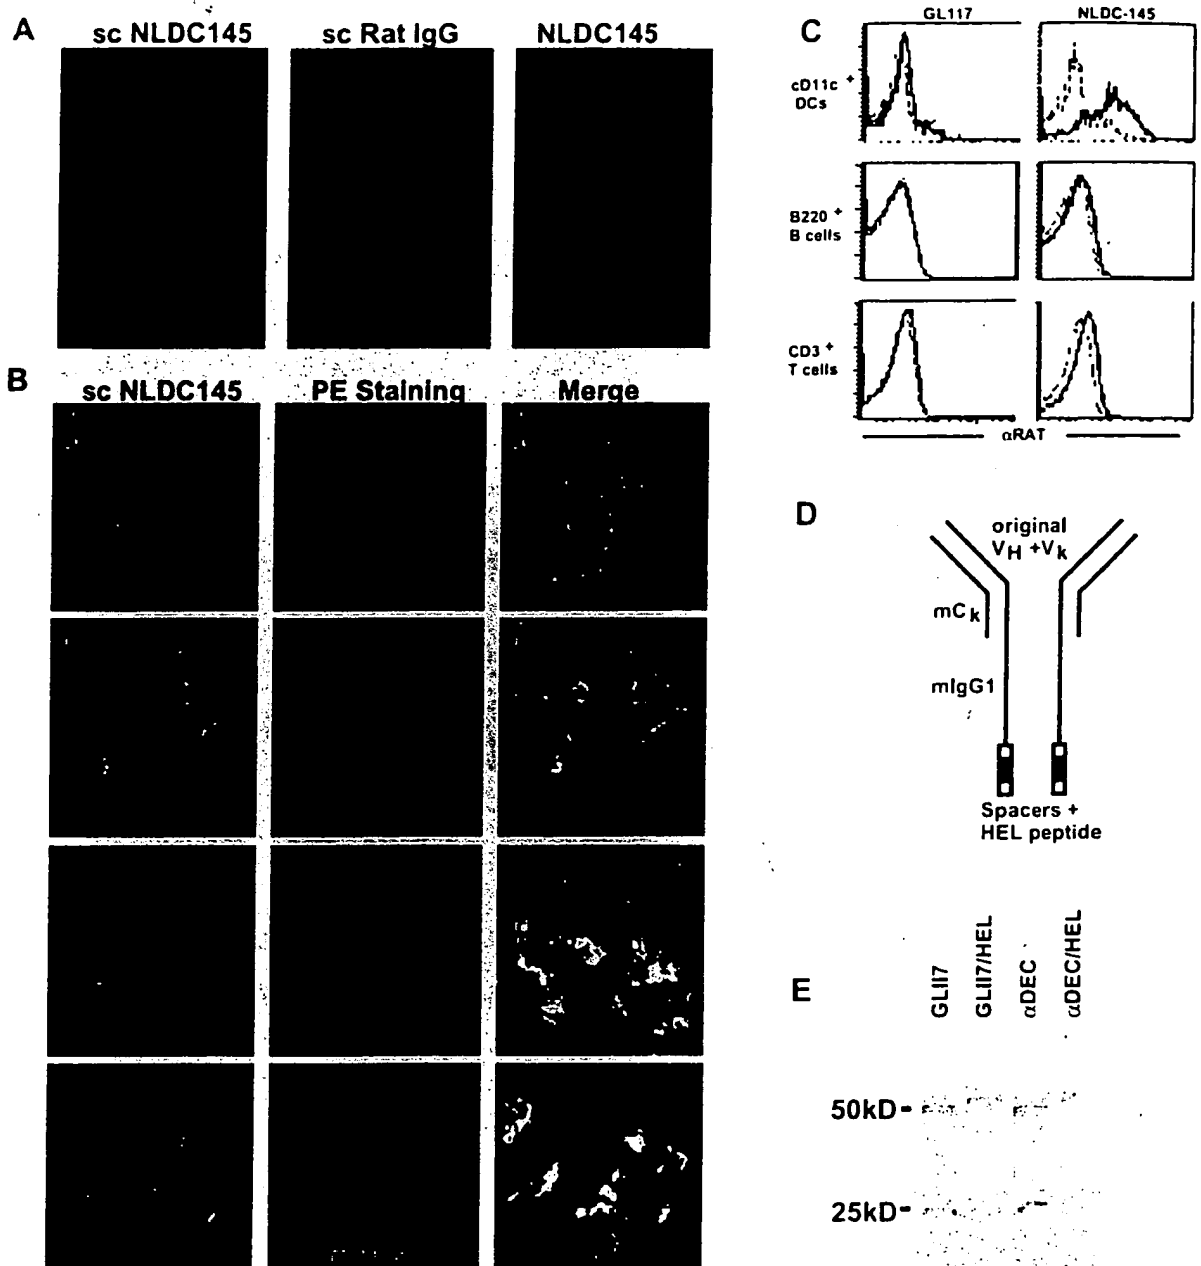 A
sc NLDC145
sc Rat IgG
NLDC145
B
sc NLDC145
PE Staining
Merge
C
GL117
NLDC-145
cD11c +
DCs
B220 +
B cells
CD3 +
T cells
αRAT
D
original
VH +Vk
mCk
mIgG1
Spacers +
HEL peptide
E
GLII7
GLII7/HEL
αDEC
αDEC/HEL
50kD-
25kD-